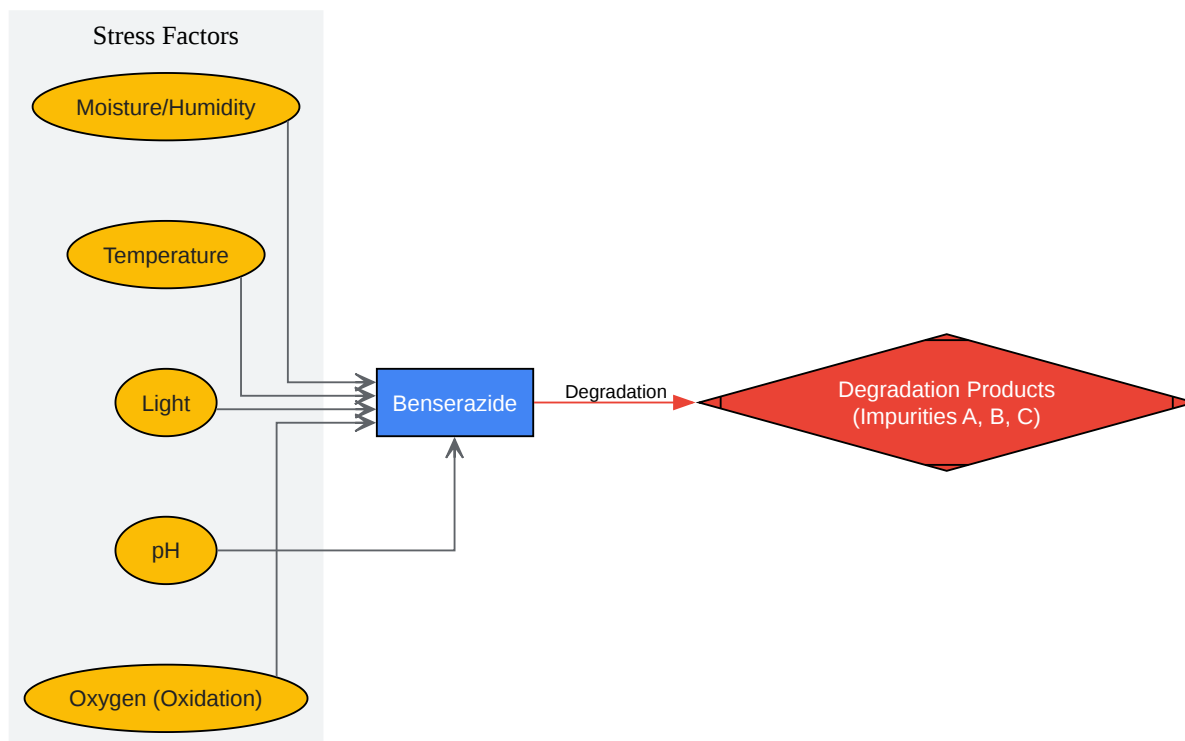 Stress Factors
Moisture/Humidity
Temperature
Light
pH
Oxygen (Oxidation)
Benserazide
Degradation
Degradation Products
(Impurities A, B, C)